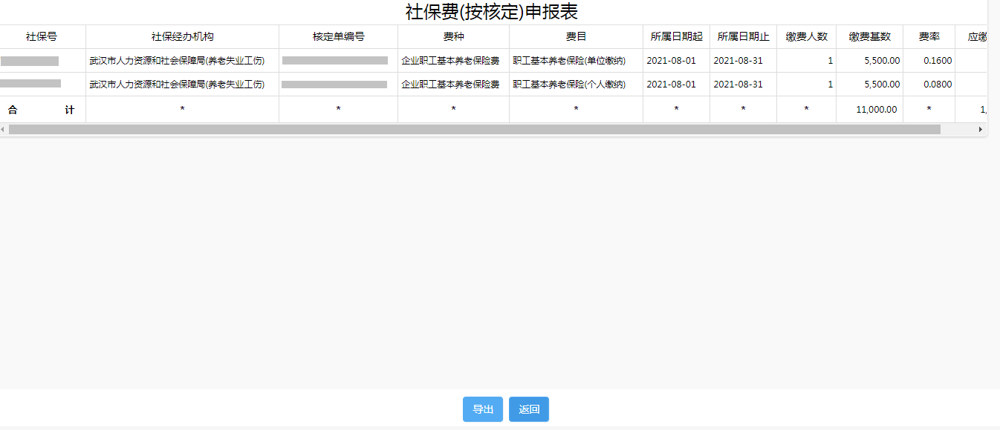 社保费(按核定)申报表
社保号 社保经办机构 核定单编号 费种 费目 所属日期起 所属日期止 缴费人数 缴费基数 费率 应缴
武汉市人力资源和社会保障局(养老失业工伤) 企业职工基本养老保险费 职工基本养老保险(单位缴纳) 2021-08-01 2021-08-31 1 5,500.00 0.1600
武汉市人力资源和社会保障局(养老失业工伤) 企业职工基本养老保险费 职工基本养老保险(个人缴纳) 2021-08-01 2021-08-31 1 5,500.00 0.0800
合 计 * * * * * * * 11,000.00 * 1,
导出 返回